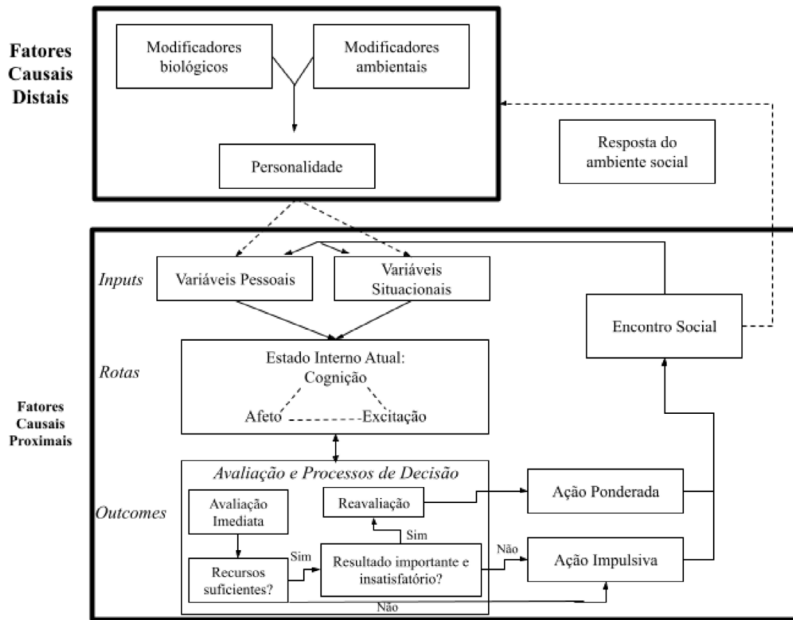 Fatores
Causais
Distais
Modificadores
biológicos
Modificadores
ambientais
Personalidade
Resposta do
ambiente social
Fatores
Causais
Proximais
Inputs
Variáveis Pessoais
Variáveis
Situacionais
Encontro Social
Rotas
Estado Interno Atual:
Cognição
Afeto
Excitação
Outcomes
Avaliação e Processos de Decisão
Avaliação
Imediata
Reavaliação
Ação Ponderada
Sim
Sim
Não
Recursos
suficientes?
Resultado importante e
insatisfatório?
Ação Impulsiva
Não